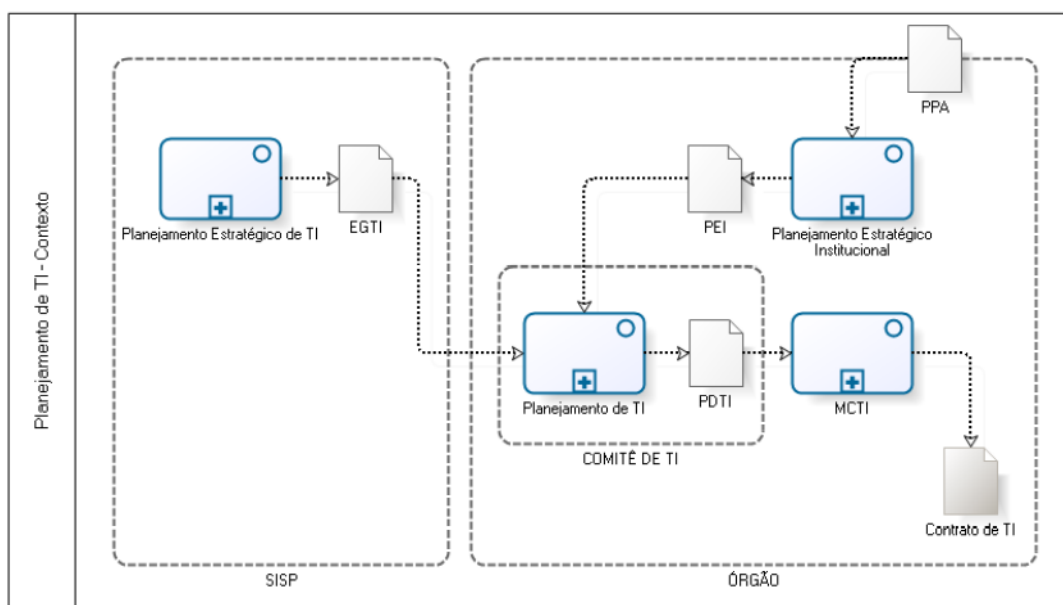 Planejamento de TI - Contexto
PPA
Planejamento Estratégico de TI
EGTI
PEI
Planejamento Estratégico
Institucional
Planejamento de TI
PDTI
MCTI
COMITÊ DE TI
Contrato de TI
SISP
ÓRGÃO